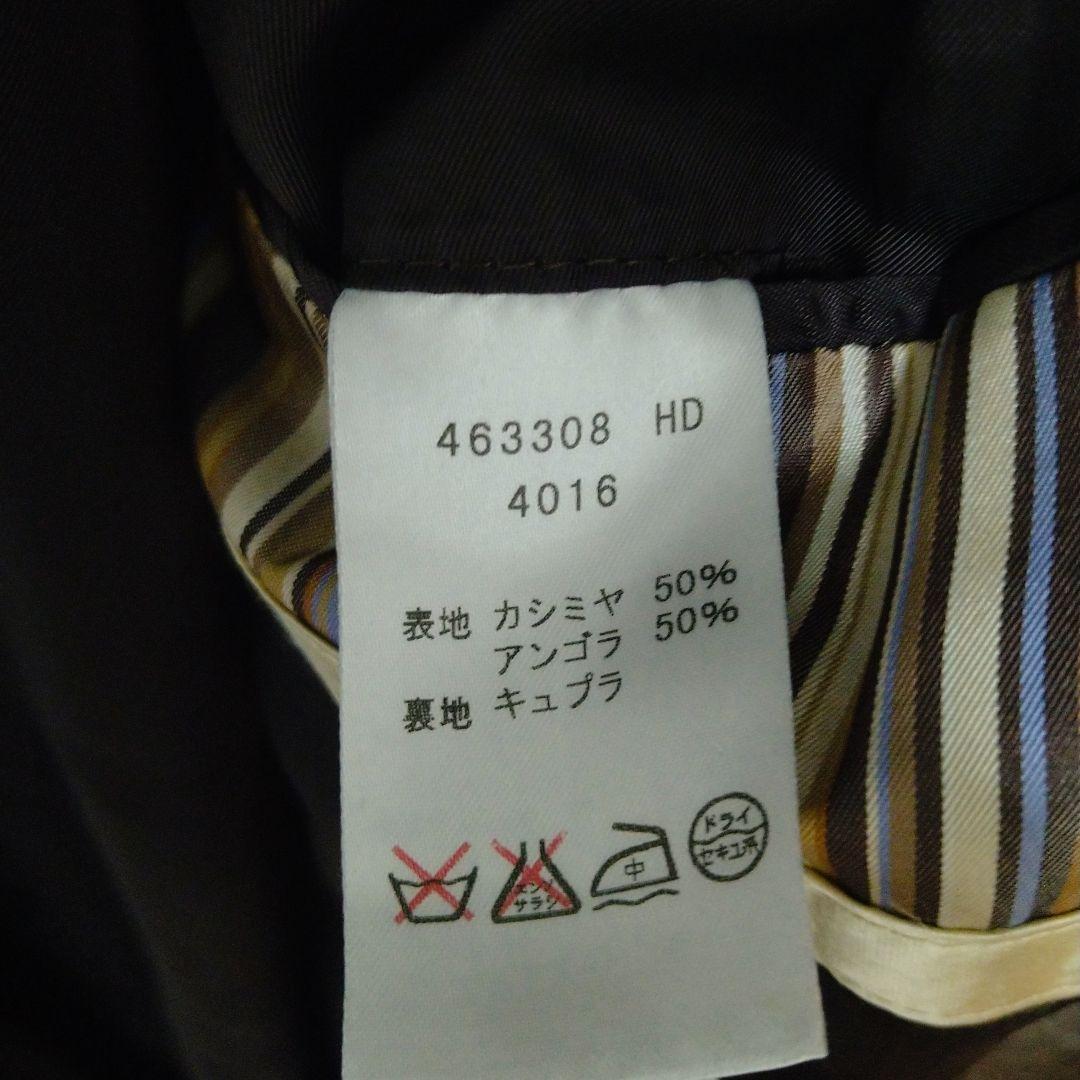 463308 HD
4016
表地 カシミヤ 50%
アンゴラ 50%
裏地 キュプラ
エンソ
サラシ
中
ドライ
セキユ系